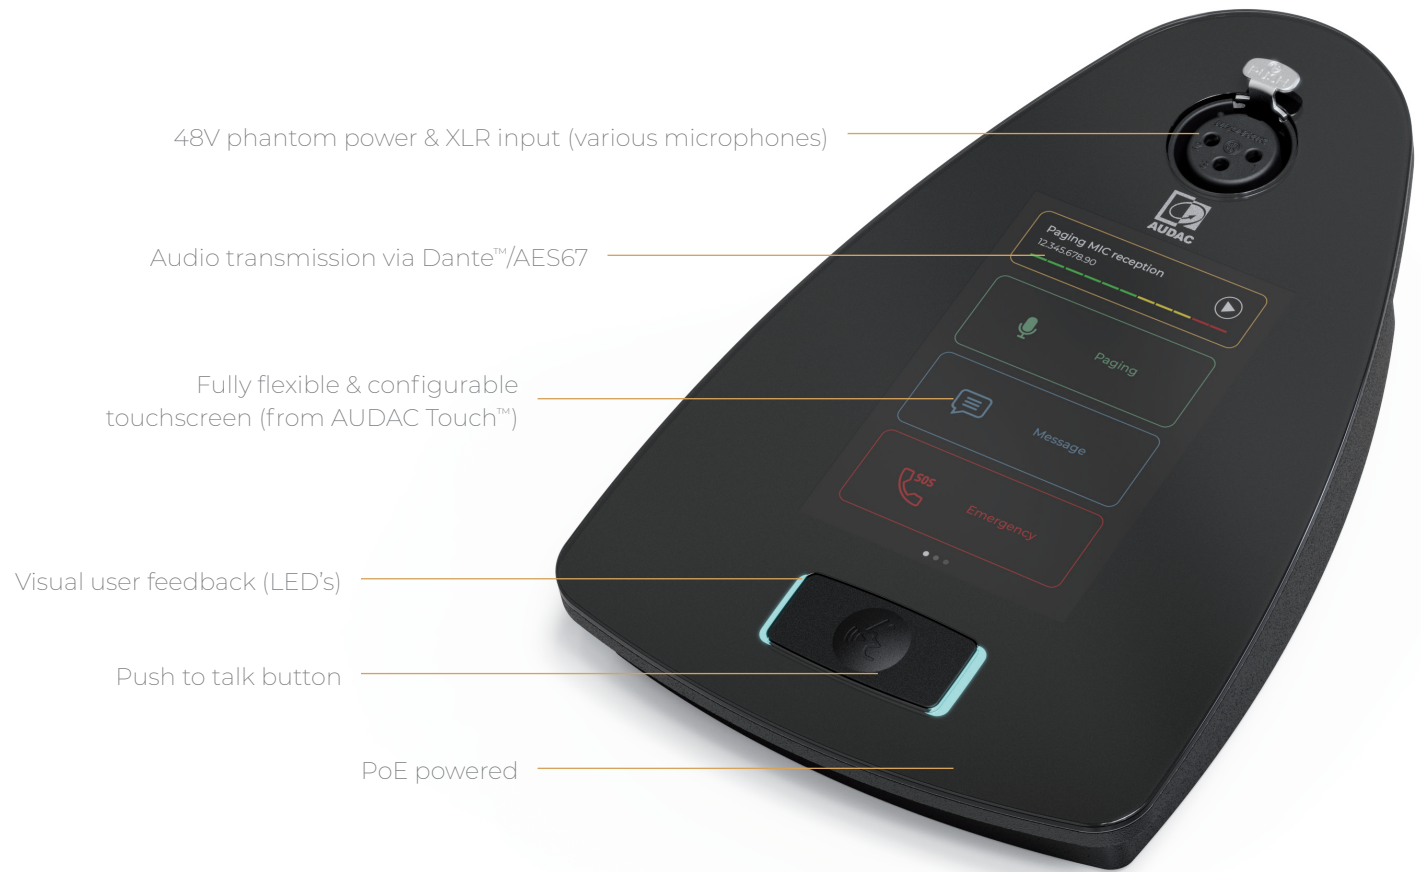 48V phantom power & XLR input (various microphones)
Audio transmission via Dante™/AES67
Fully flexible & configurable
touchscreen (from AUDAC Touch™)
Visual user feedback (LED's)
Push to talk button
PoE powered
AUDAC
Paging MIC reception
12.345.678.90
Paging
Message
SOS
Emergency